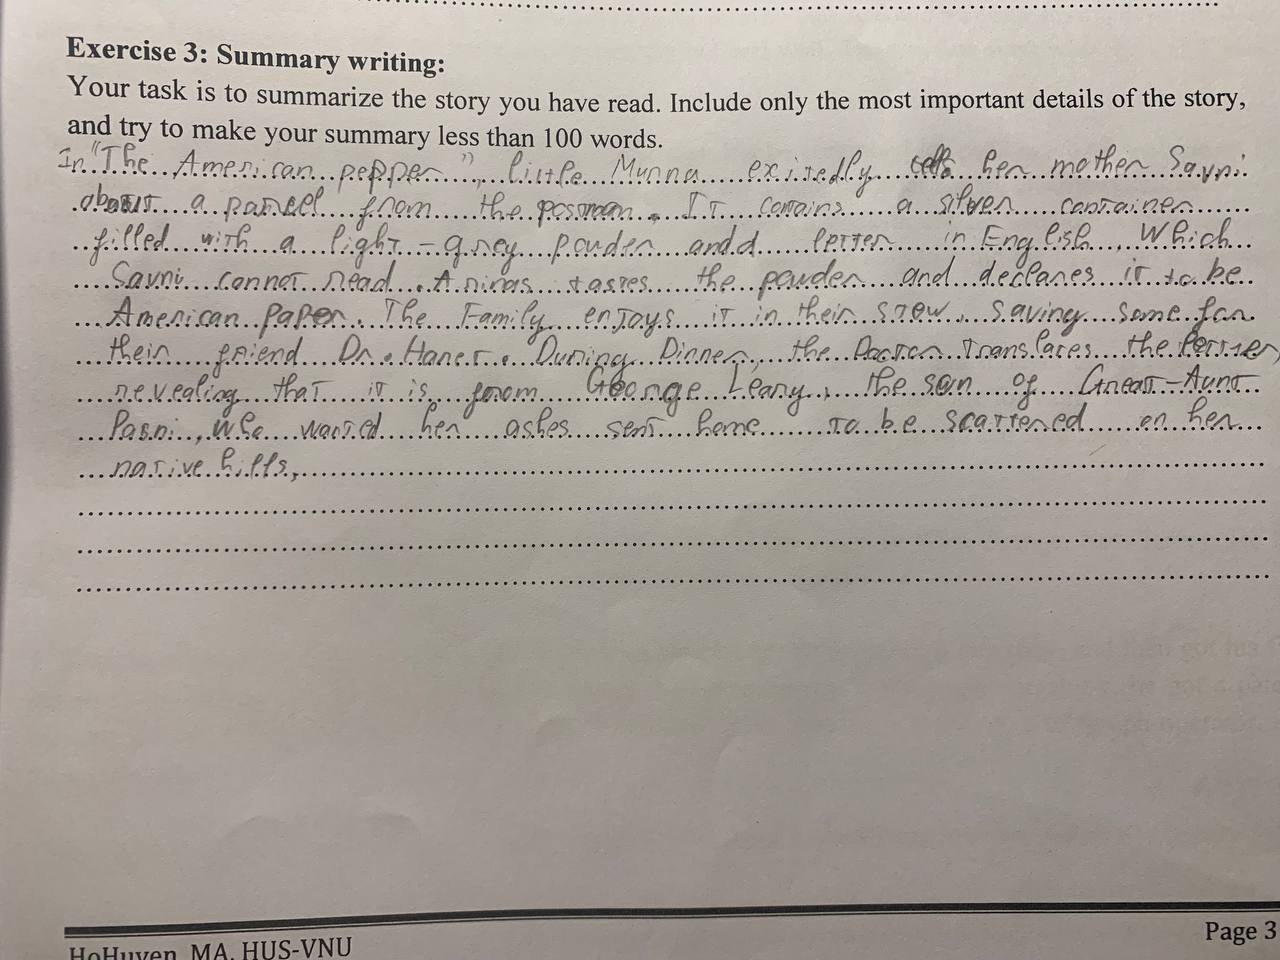 Exercise 3: Summary writing:
Your task is to summarize the story you have read. Include only the most important details of the story,
and try to make your summary less than 100 words.
In "The American pepper", little Munna exitedly tells her mother Savni
about a parcel from the posman. It contains a silver container
filled with a light-grey powder and letter in English, Which
Savni cannot read. Aninas tastes the powder and declares it to be
American Paper. The Family enjoys it in their stew, saving some for
their friend Dr. Haner. During Dinner, the Doctor translates the letter,
revealing that it is from George Leary, the son of Great-Aunt
Pasni, who wanted her ashes sent home to be scattered on her
native hills,
HoHuyen, MA. HUS-VNU
Page 3